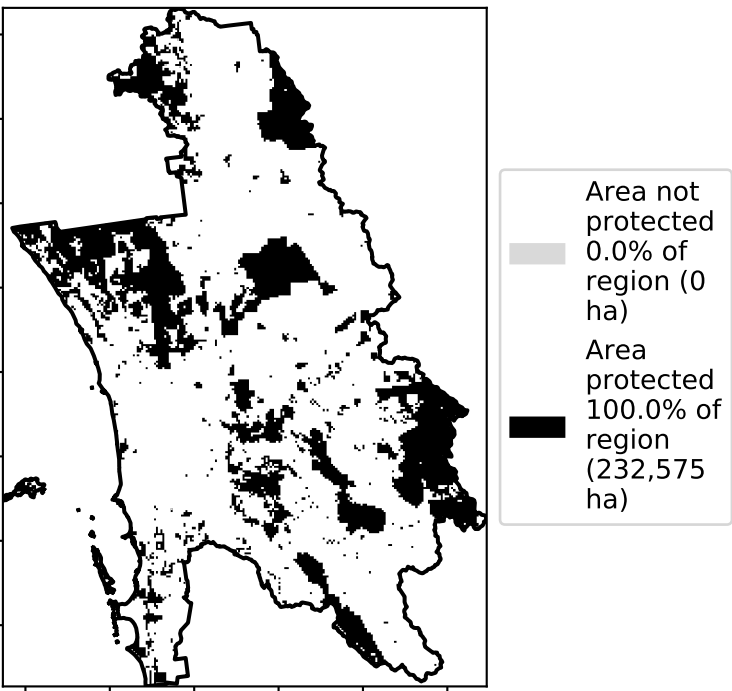 Area not
protected
0.0% of
region (0
ha)
Area
protected
100.0% of
region
(232,575
ha)